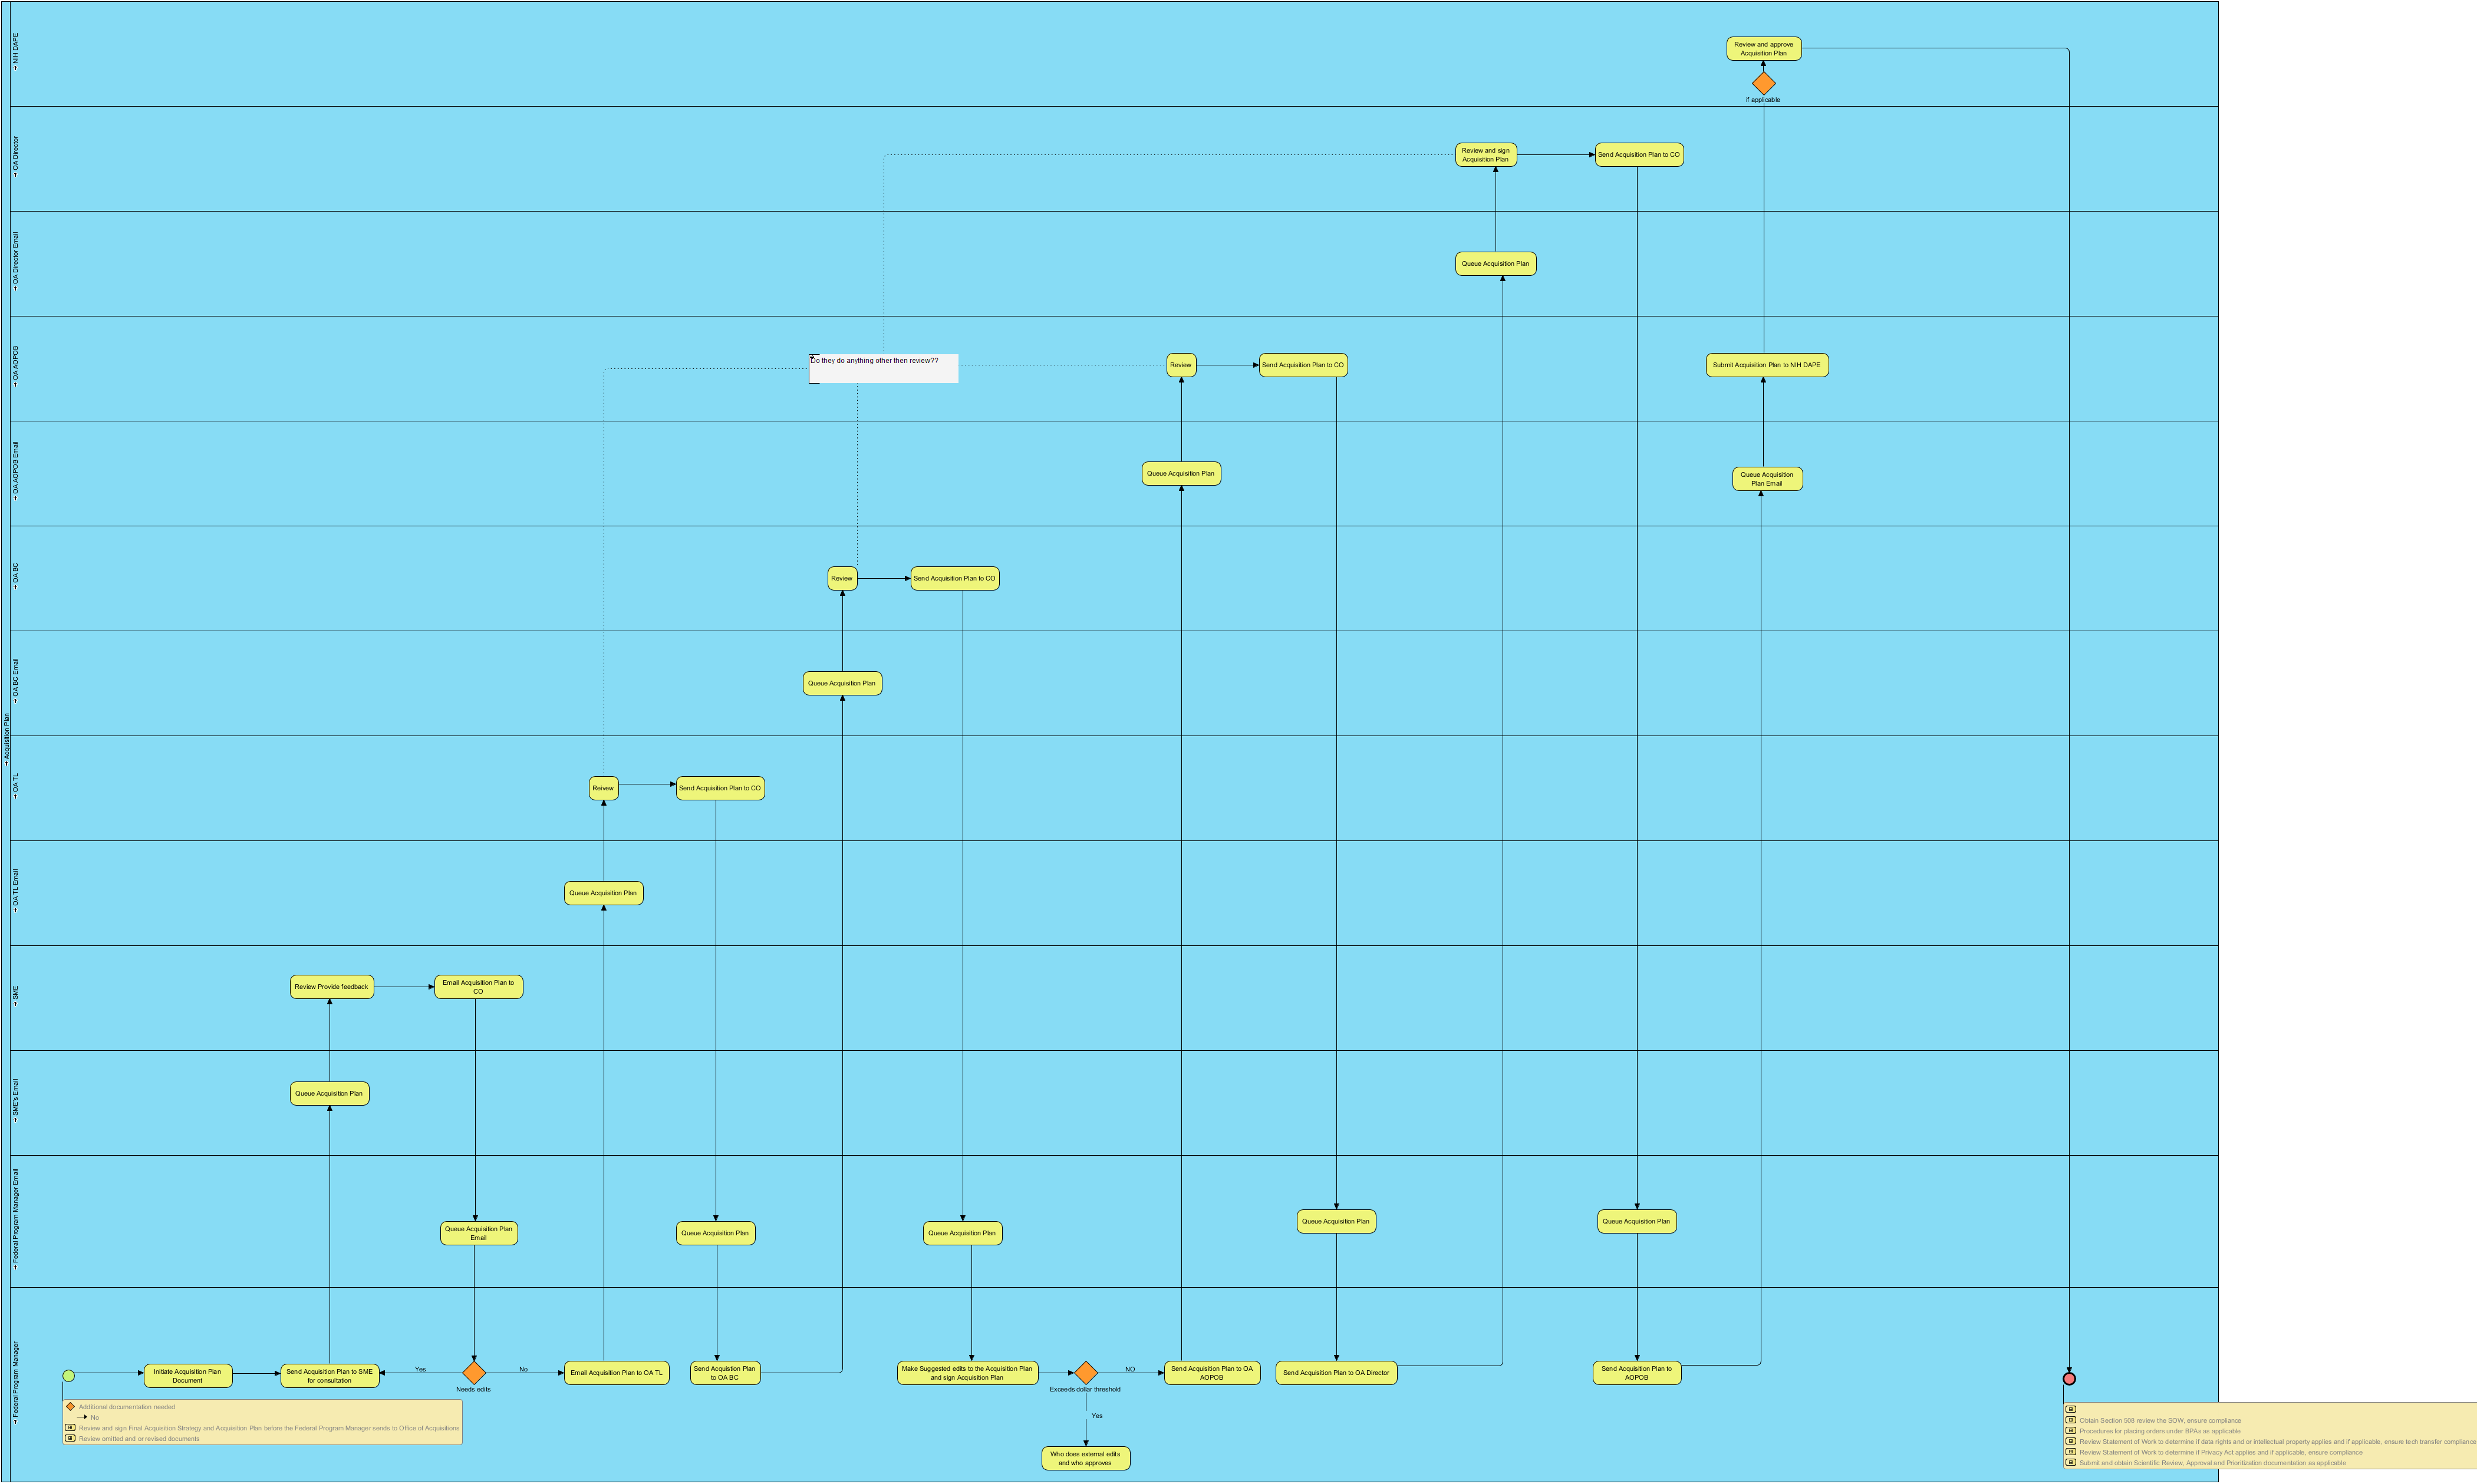 Acquisition Plan
NIH DAPE
Review and approve
Acquisition Plan
if applicable
OA Director
Review and sign
Acquisition Plan
Send Acquisition Plan to CO
OA Director Email
Queue Acquisition Plan
OA AOPOB
Do they do anything other then review??
Review
Send Acquisition Plan to CO
Submit Acquisition Plan to NIH DAPE
OA AOPOB Email
Queue Acquisition Plan
Queue Acquisition
Plan Email
OA BC
Review
Send Acquisition Plan to CO
OA BC Email
Queue Acquisition Plan
OA TL
Reivew
Send Acquisition Plan to CO
OA TL Email
Queue Acquisition Plan
SME
Review Provide feedback
Email Acquisition Plan to
CO
SME's Email
Queue Acquisition Plan
Federal Program Manager Email
Queue Acquisition Plan
Email
Queue Acquisition Plan
Queue Acquisition Plan
Queue Acquisition Plan
Queue Acquisition Plan
Federal Program Manager
Initiate Acquisition Plan
Document
Send Acquisition Plan to SME
for consultation
Yes
Needs edits
No
Email Acquisition Plan to OA TL
Send Acqistion Plan
to OA BC
Make Suggested edits to the Acquisition Plan
and sign Acquisition Plan
Exceeds dollar threshold
NO
Yes
Who does external edits
and who approves
Send Acquisition Plan to OA
AOPOB
Send Acquisition Plan to OA Director
Send Acquisition Plan to
AOPOB
Additional documentation needed
No
Review and sign Final Acquisition Strategy and Acquisition Plan before the Federal Program Manager sends to Office of Acquisitions
Review omitted and or revised documents
Obtain Section 508 review the SOW, ensure compliance
Procedures for placing orders under BPAs as applicable
Review Statement of Work to determine if data rights and or intellectual property applies and if applicable, ensure tech transfer compliance
Review Statement of Work to determine if Privacy Act applies and if applicable, ensure compliance
Submit and obtain Scientific Review, Approval and Prioritization documentation as applicable